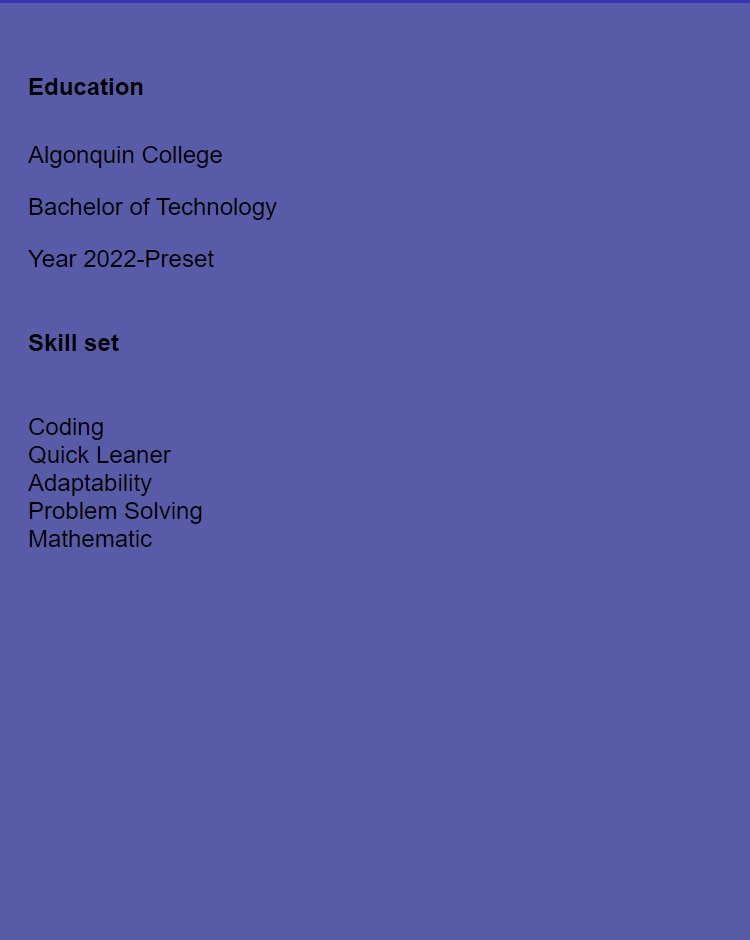 Education
Algonquin College
Bachelor of Technology
Year 2022-Preset
Skill set
Coding
Quick Leaner
Adaptability
Problem Solving
Mathematic